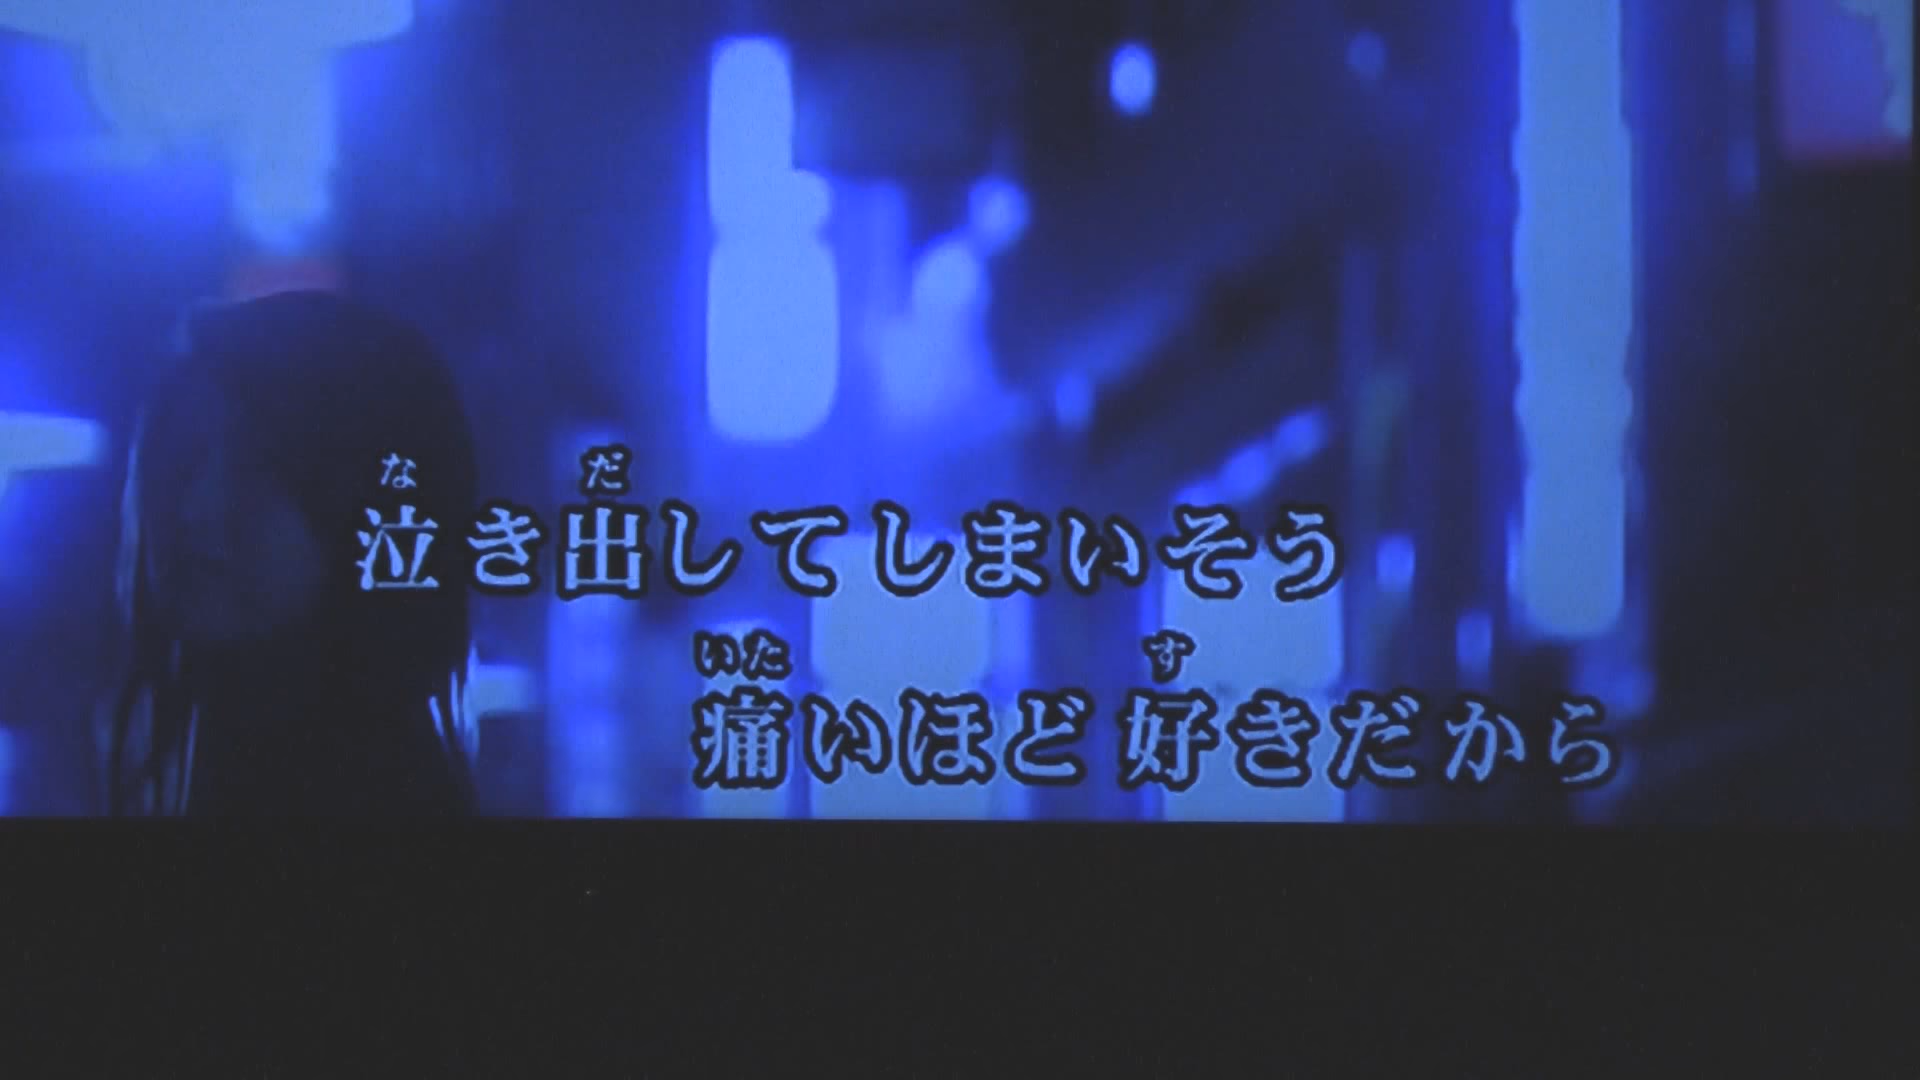 な だ
泣き出してしまいそう
いた す
痛いほど 好きだから